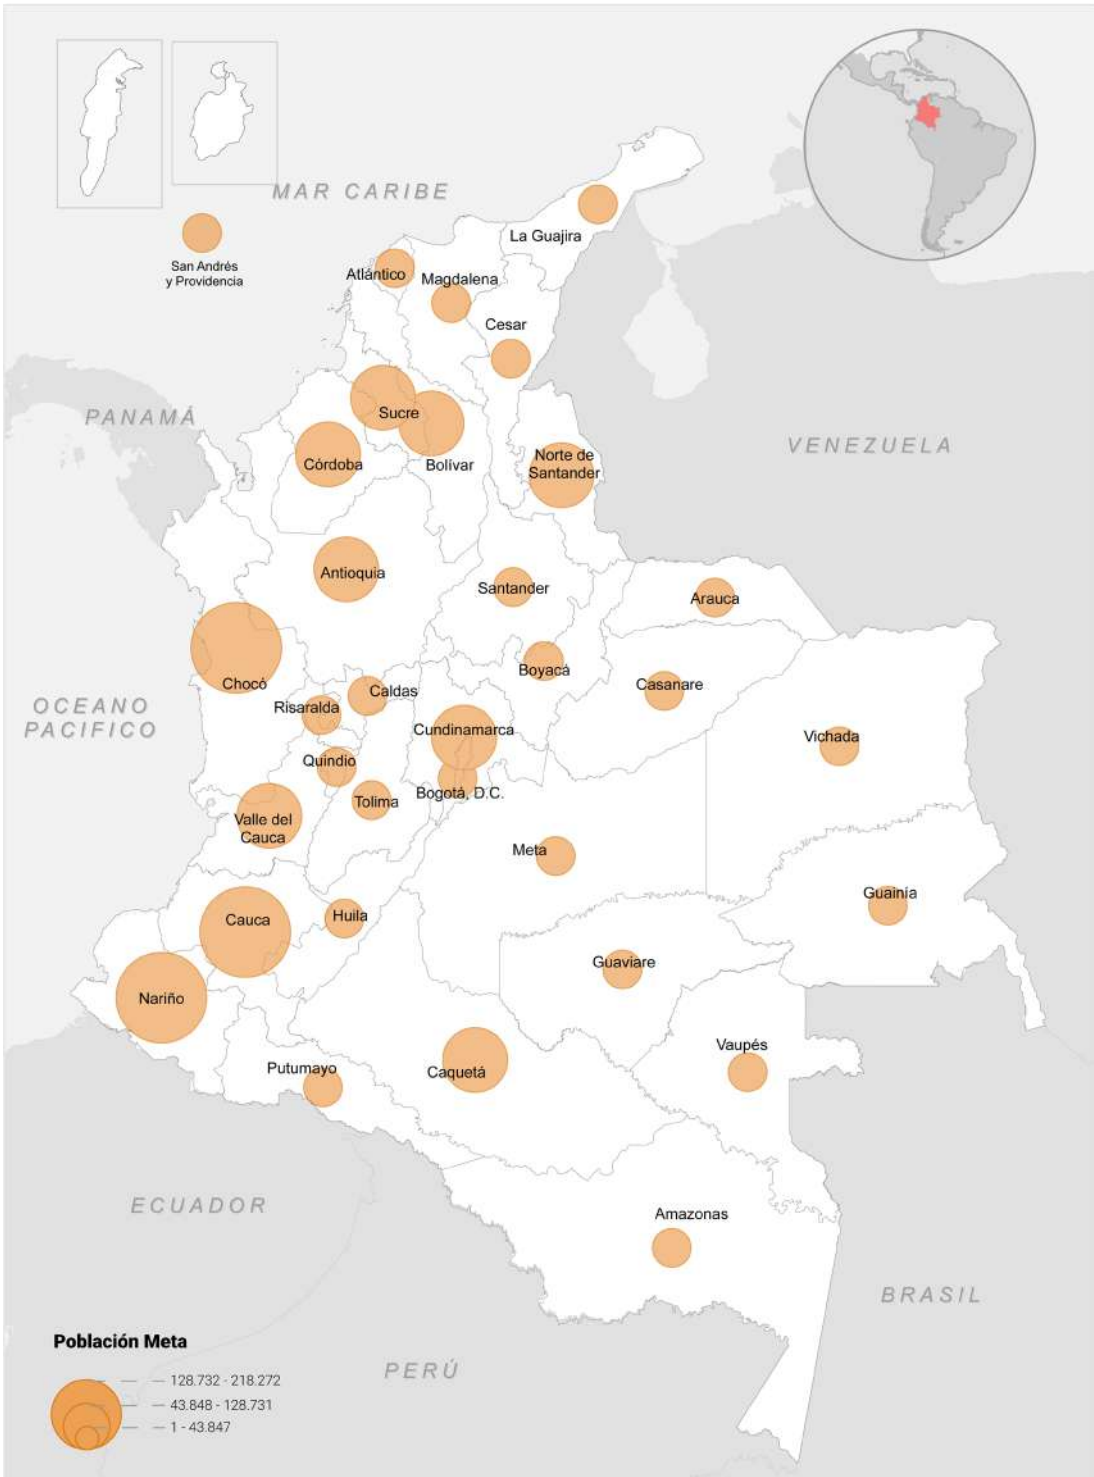 MAR CARIBE
San Andrés
y Providencia
La Guajira
Atlántico
Magdalena
Cesar
PANAMÁ
Sucre
VENEZUELA
Córdoba
Bolívar
Norte de
Santander
Antioquia
Santander
Arauca
Boyacá
Chocó
Casanare
Caldas
Risaralda
OCEANO
PACIFICO
Cundinamarca
Vichada
Quindio
Bogotá, D.C.
Tolima
Valle del
Cauca
Meta
Guainía
Cauca
Huila
Guaviare
Nariño
Vaupés
Putumayo
Caquetá
ECUADOR
Amazonas
BRASIL
PERÚ
Población Meta
128.732 - 218.272
43.848 - 128.731
1 - 43.847